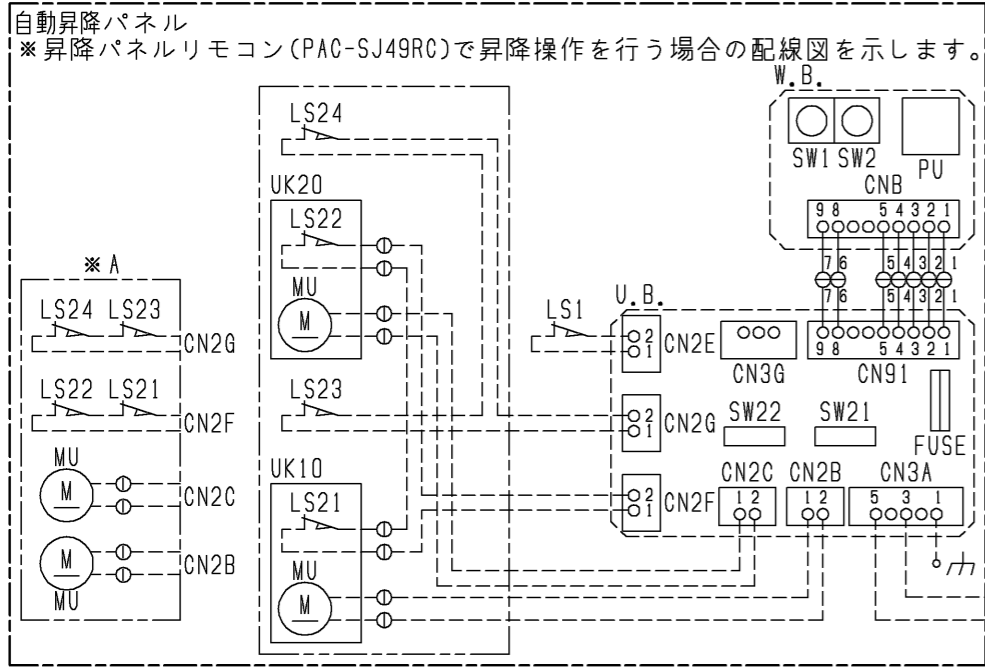 自動昇降パネル
※昇降パネルリモコン(PAC-SJ49RC)で昇降操作を行う場合の配線図を示します。
W.B.
SW1 SW2 PU
CNB
9 8 5 4 3 2 1
7 6 5 4 3 2 1
7 6 5 4 3 2 1
9 8 5 4 3 2 1
CN91
LS24
UK20
LS22
MU
M
LS23
UK10
LS21
MU
M
※A
LS24 LS23
CN2G
LS22 LS21
CN2F
MU
M
CN2C
M
CN2B
MU
LS1
U.B.
2
1
CN2E
CN3G
2
1
CN2G
SW22
SW21
FUSE
2
1
CN2F
CN2C
1 2
CN2B
1 2
CN3A
5 3 1